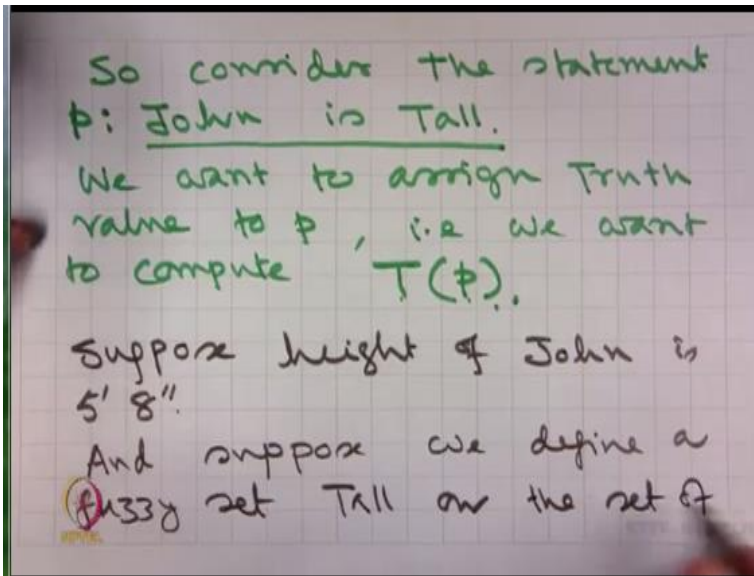 So consider the statement
p: John is Tall.
We want to assign Truth
value to p, i.e we want
to compute T(p).
Suppose height of John is
5' 8".
And suppose we define a
fuzzy set Tall on the set of
NPTEL